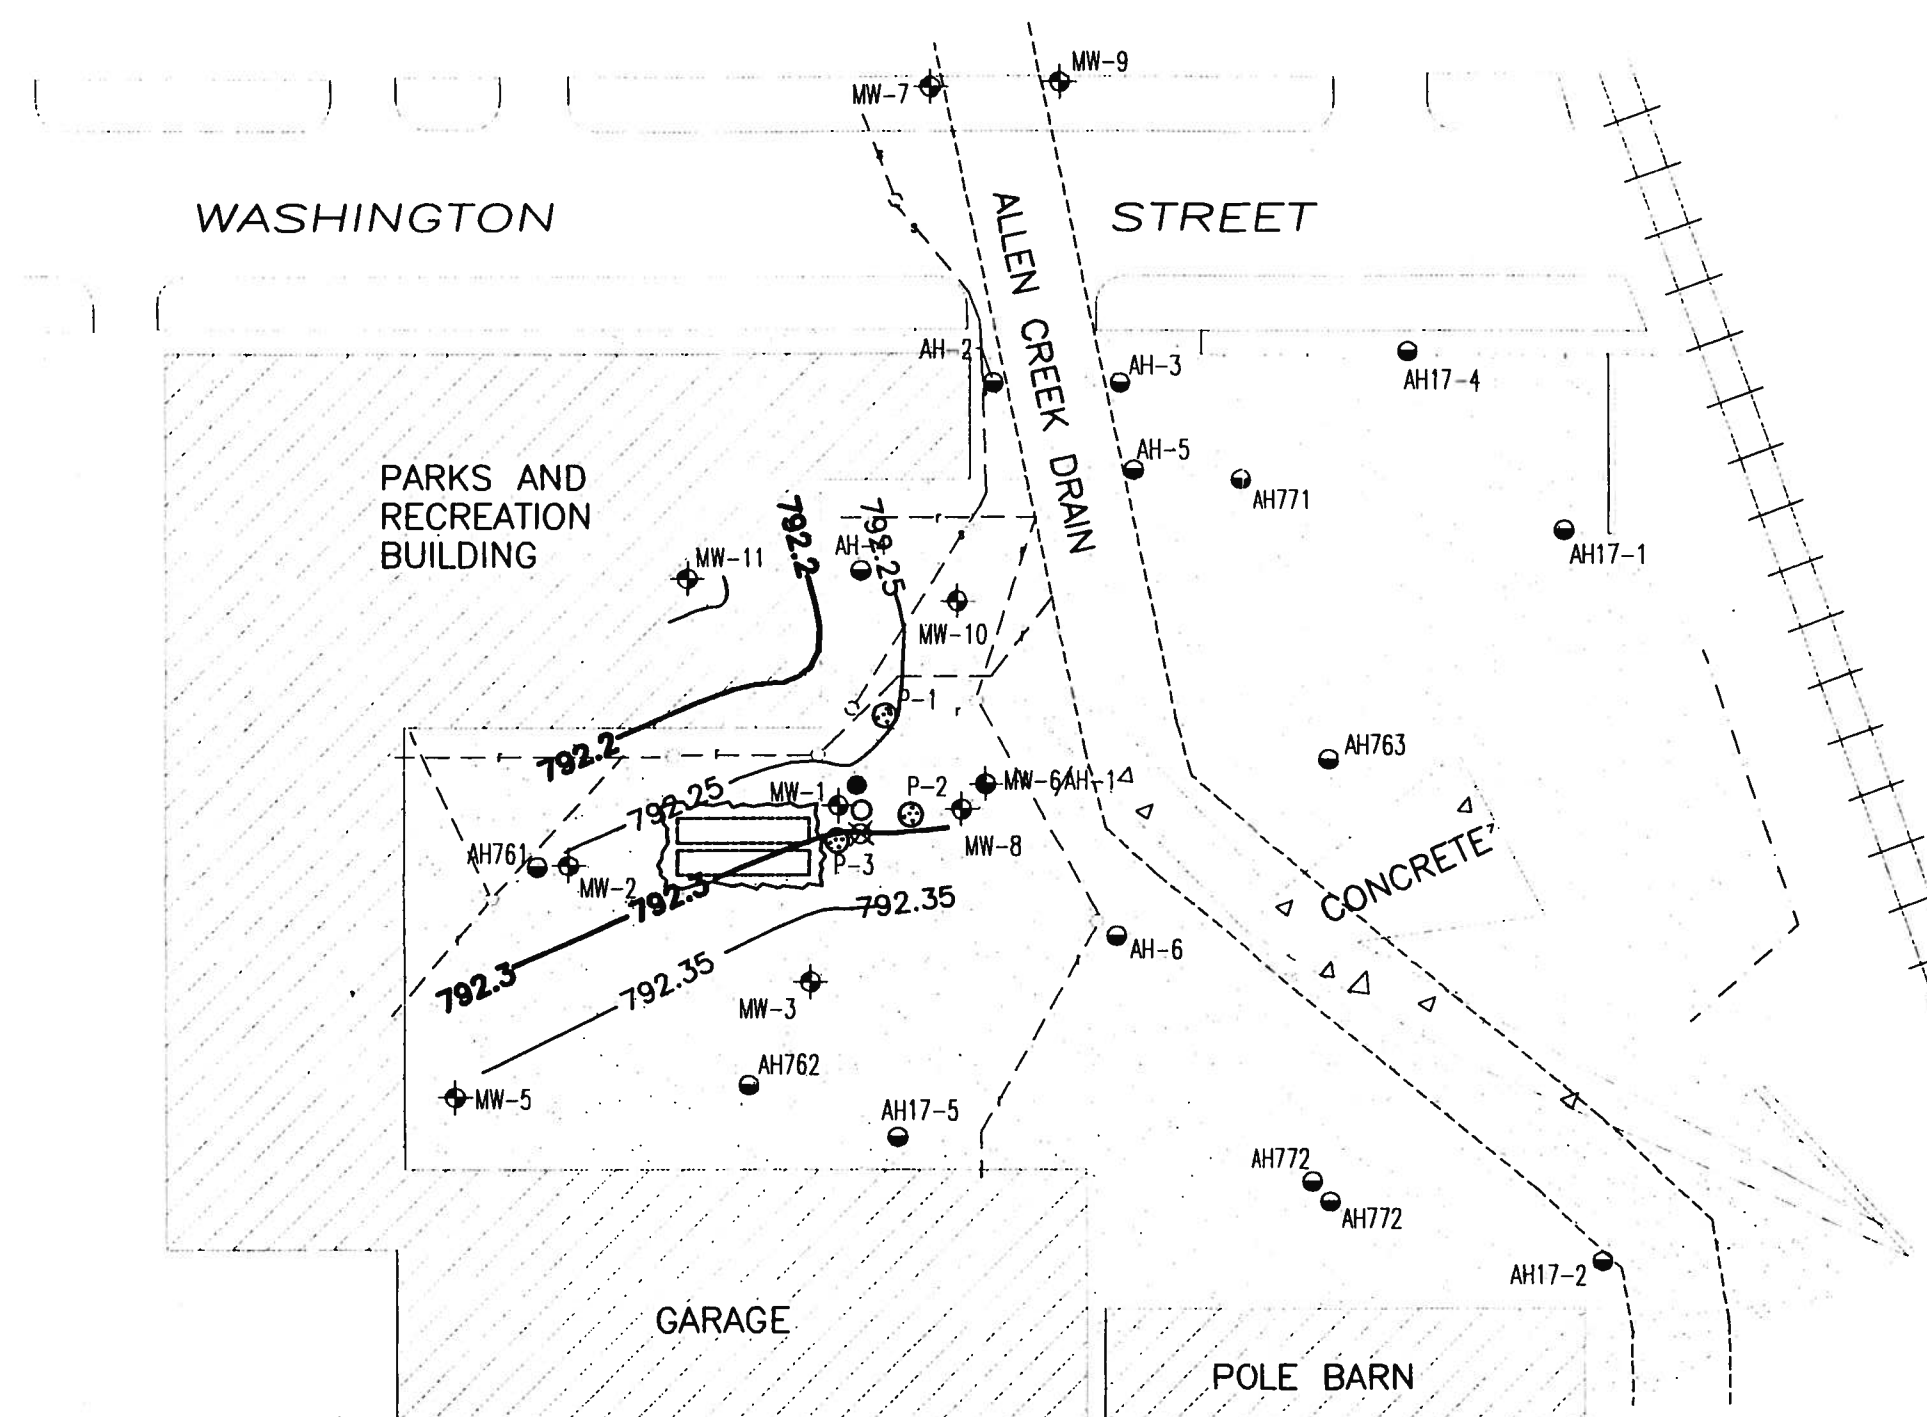 MW-9
MW-7
WASHINGTON STREET
ALLEN CREEK DRAIN
AH-2
AH-3
AH17-4
AH-5
AH771
PARKS AND
RECREATION
BUILDING
792.2
792.25
AH-
MW-11
AH17-1
MW-10
P-1
792.2
AH763
792.25
MW-1
P-2
MW-6/AH-1
MW-8
AH761
MW-2
P-3
CONCRETE
792.3
792.35
AH-6
792.3
792.35
MW-3
AH762
MW-5
AH17-5
AH772
AH772
AH17-2
GARAGE
POLE BARN